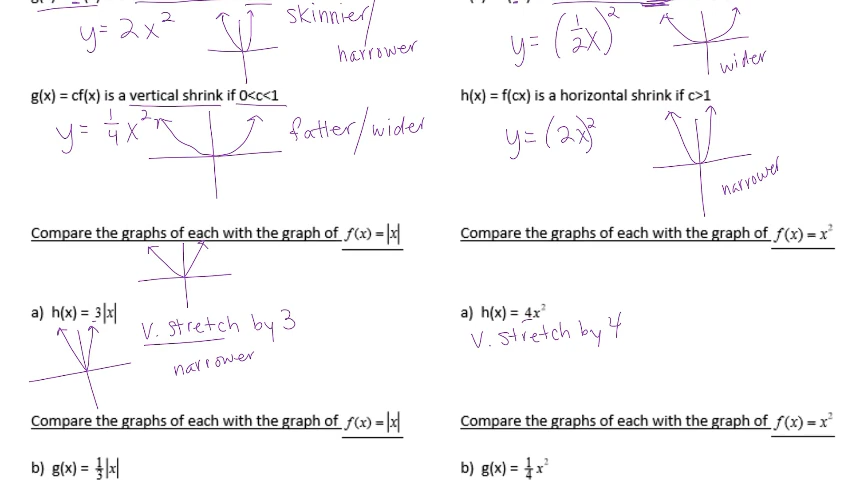 y = 2x²
skinnier/
narrower
y = (½x)²
wider
g(x) = cf(x) is a vertical shrink if 0<c<1
y = ¼x²
fatter/wider
h(x) = f(cx) is a horizontal shrink if c>1
y = (2x)²
narrower
Compare the graphs of each with the graph of f(x) = |x|
a) h(x) = 3|x|
V. stretch by 3
narrower
Compare the graphs of each with the graph of f(x) = x²
a) h(x) = 4x²
V. stretch by 4
Compare the graphs of each with the graph of f(x) = |x|
b) g(x) = ⅓|x|
Compare the graphs of each with the graph of f(x) = x²
b) g(x) = ¼x²